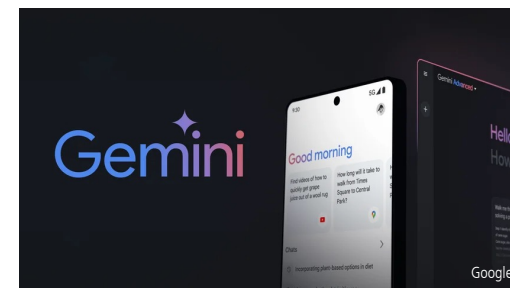 Gemini
9:30
5G
Good morning
Find videos of how to
quickly get grape
juice out of a wool rug
How long will it take to
walk from Times
Square to Central
Park?
Chats
Incorporating plant-based options in diet
Gemini Advanced
Hello
How
Google